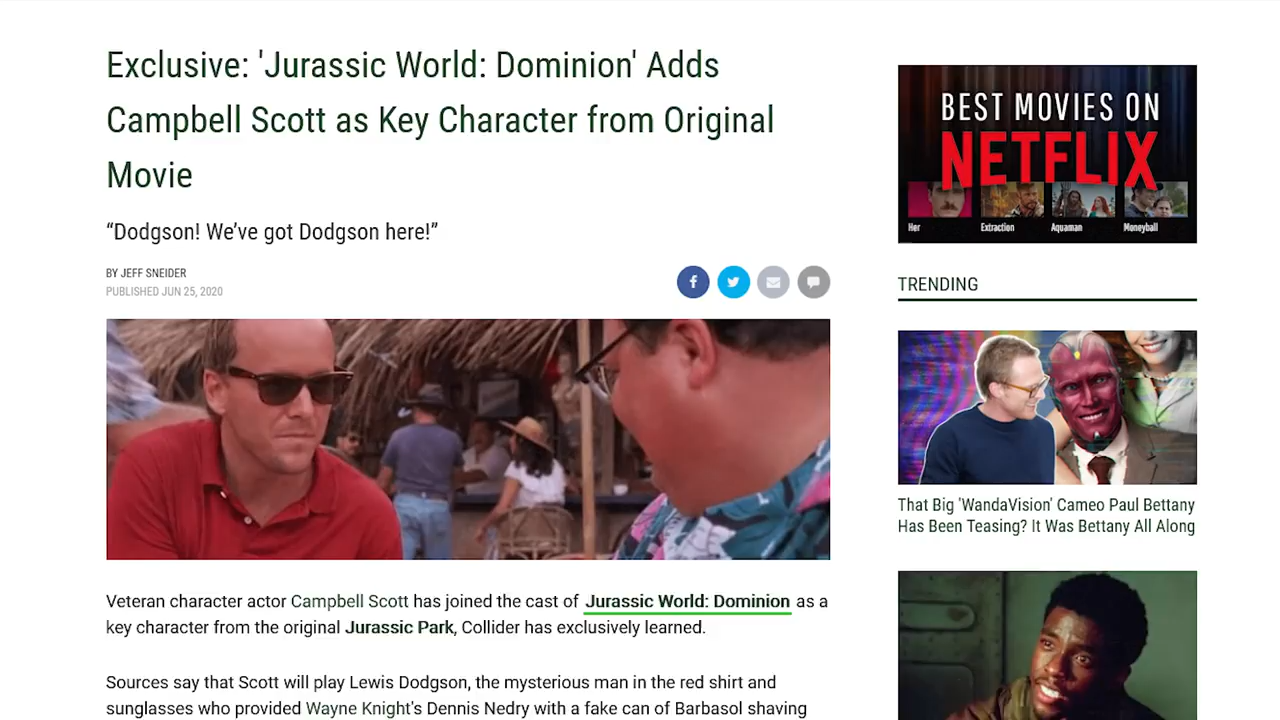 Exclusive: 'Jurassic World: Dominion' Adds
Campbell Scott as Key Character from Original
Movie
“Dodgson! We’ve got Dodgson here!”
BY JEFF SNEIDER
PUBLISHED JUN 25, 2020
Veteran character actor Campbell Scott has joined the cast of Jurassic World: Dominion as a
key character from the original Jurassic Park, Collider has exclusively learned.
Sources say that Scott will play Lewis Dodgson, the mysterious man in the red shirt and
sunglasses who provided Wayne Knight's Dennis Nedry with a fake can of Barbasol shaving
BEST MOVIES ON
NETFLIX
Her Extraction Aquaman Moneyball
TRENDING
That Big 'WandaVision' Cameo Paul Bettany
Has Been Teasing? It Was Bettany All Along